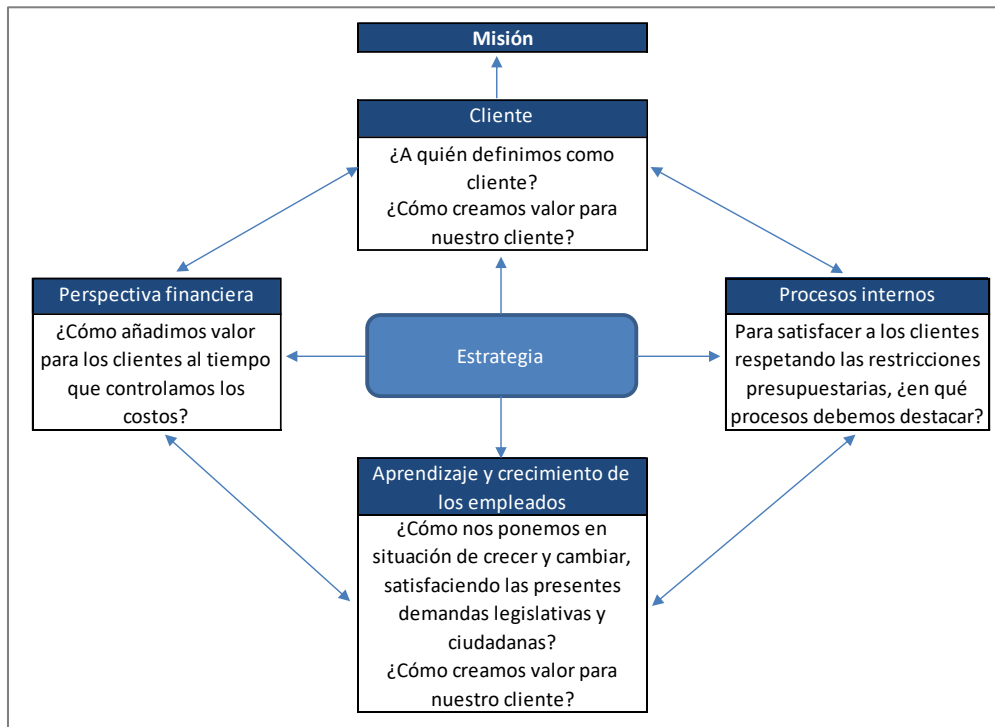 Misión
Cliente
¿A quién definimos como
cliente?
¿Cómo creamos valor para
nuestro cliente?
Perspectiva financiera
¿Cómo añadimos valor
para los clientes al tiempo
que controlamos los
costos?
Estrategia
Procesos internos
Para satisfacer a los clientes
respetando las restricciones
presupuestarias, ¿en qué
procesos debemos destacar?
Aprendizaje y crecimiento de
los empleados
¿Cómo nos ponemos en
situación de crecer y cambiar,
satisfaciendo las presentes
demandas legislativas y
ciudadanas?
¿Cómo creamos valor para
nuestro cliente?